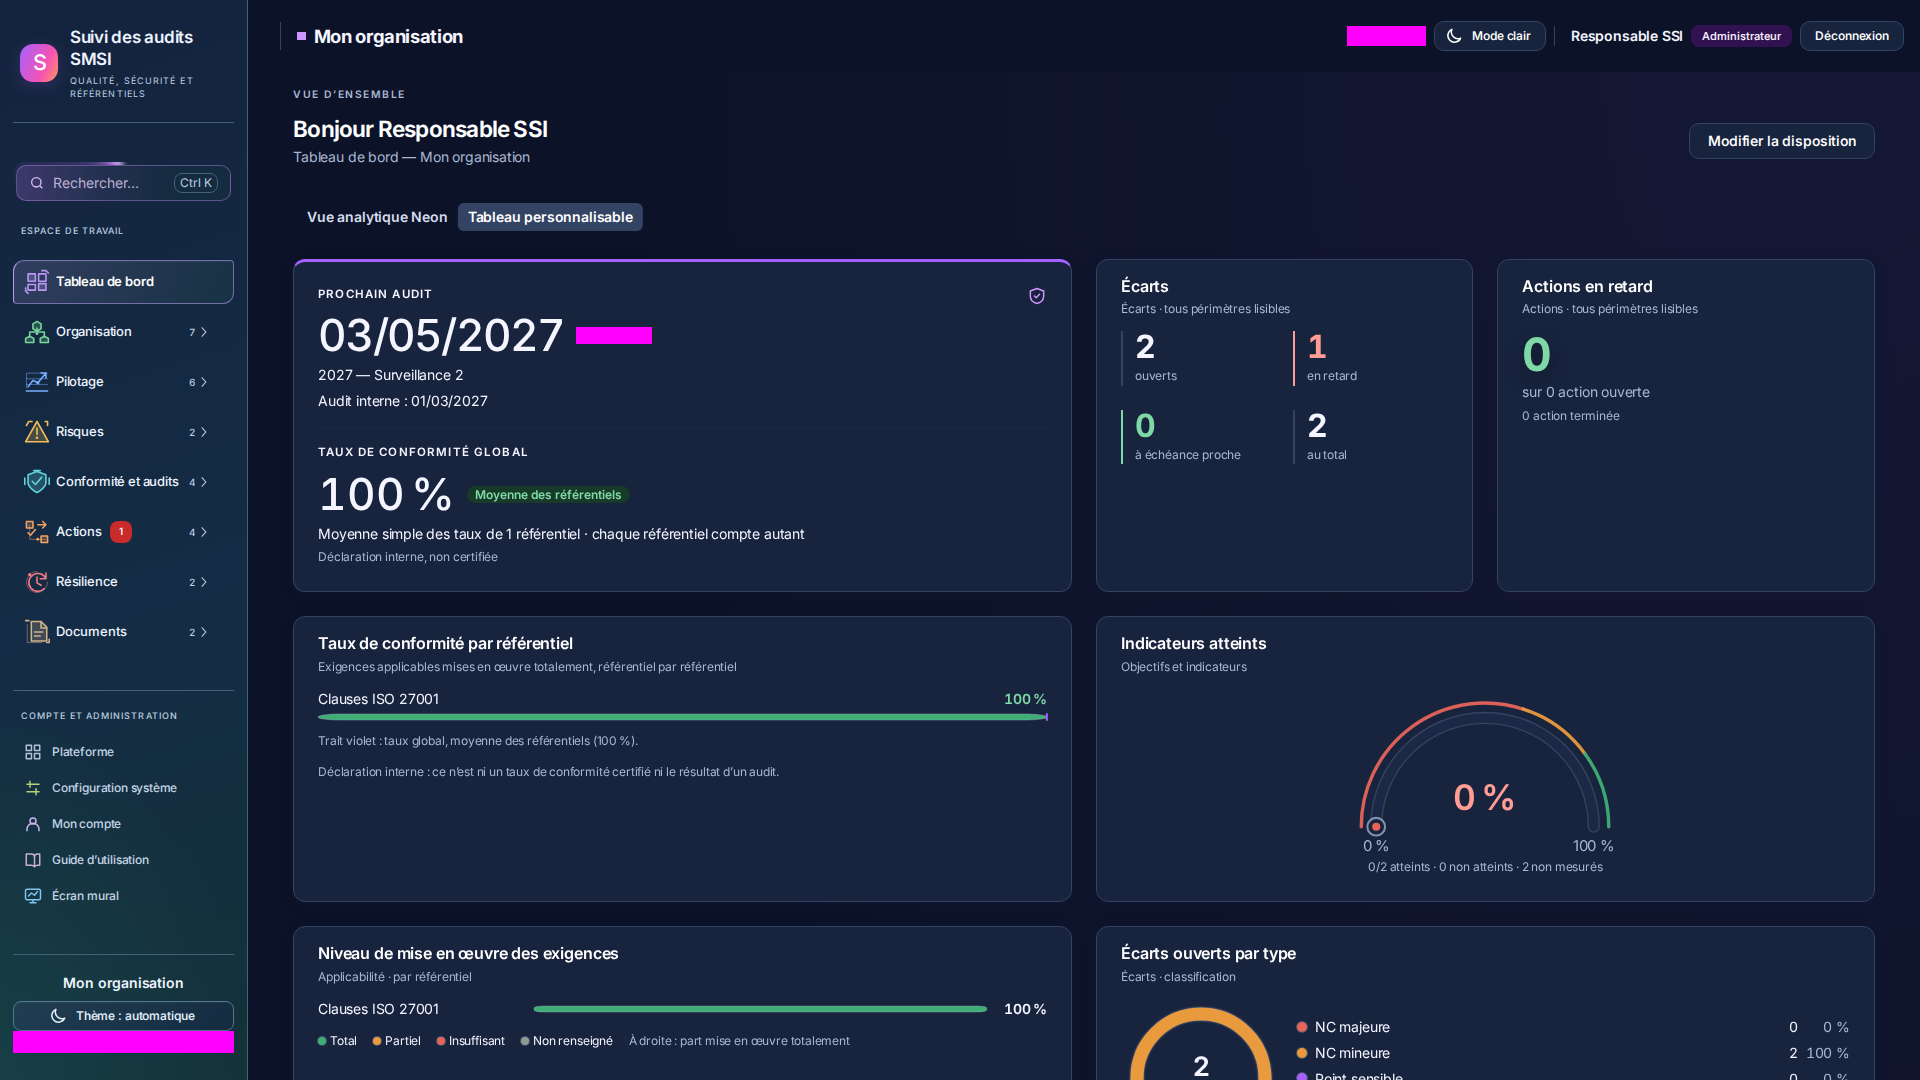 S
Suivi des audits
SMSI
QUALITÉ, SÉCURITÉ ET
RÉFÉRENTIELS
Rechercher... Ctrl K
ESPACE DE TRAVAIL
Tableau de bord
Organisation 7
Pilotage 6
Risques 2
Conformité et audits 4
Actions 1 4
Résilience 2
Documents 2
COMPTE ET ADMINISTRATION
Plateforme
Configuration système
Mon compte
Guide d’utilisation
Écran mural
Mon organisation
Thème : automatique
Mon organisation
Mode clair
Responsable SSI
Administrateur
Déconnexion
VUE D’ENSEMBLE
Bonjour Responsable SSI
Tableau de bord — Mon organisation
Modifier la disposition
Vue analytique Neon
Tableau personnalisable
PROCHAIN AUDIT
03/05/2027
2027 — Surveillance 2
Audit interne : 01/03/2027
TAUX DE CONFORMITÉ GLOBAL
100 % Moyenne des référentiels
Moyenne simple des taux de 1 référentiel · chaque référentiel compte autant
Déclaration interne, non certifiée
Écarts
Écarts · tous périmètres lisibles
2
ouverts
1
en retard
0
à échéance proche
2
au total
Actions en retard
Actions · tous périmètres lisibles
0
sur 0 action ouverte
0 action terminée
Taux de conformité par référentiel
Exigences applicables mises en œuvre totalement, référentiel par référentiel
Clauses ISO 27001 100 %
Trait violet : taux global, moyenne des référentiels (100 %).
Déclaration interne : ce n’est ni un taux de conformité certifié ni le résultat d’un audit.
Indicateurs atteints
Objectifs et indicateurs
0 %
0 % 100 %
0/2 atteints · 0 non atteints · 2 non mesurés
Niveau de mise en œuvre des exigences
Applicabilité · par référentiel
Clauses ISO 27001 100 %
Total Partiel Insuffisant Non renseigné À droite : part mise en œuvre totalement
Écarts ouverts par type
Écarts · classification
2
NC majeure 0 0 %
NC mineure 2 100 %
Point sensible 0 0 %